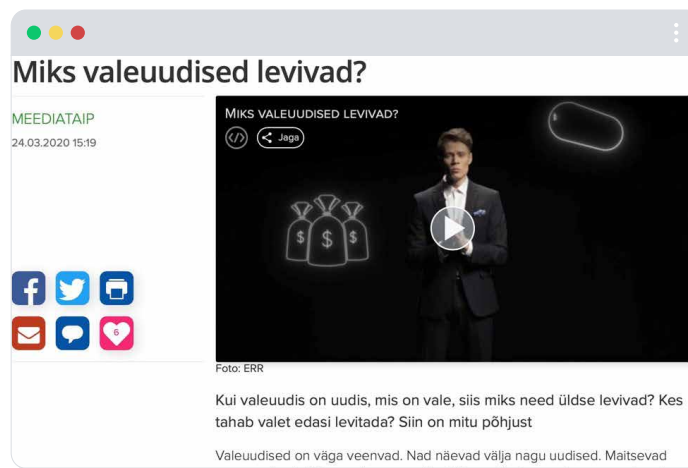 Miks valeuudised levivad?
MEEDIATAIP
24.03.2020 15:19
MIKS VALEUUDISED LEVIVAD?
</> Jaga
$ $ $
6
Foto: ERR
Kui valeuudis on uudis, mis on vale, siis miks need üldse levivad? Kes
tahab valet edasi levitada? Siin on mitu põhjust
Valeuudised on väga veenvad. Nad näevad välja nagu uudised. Maitsevad